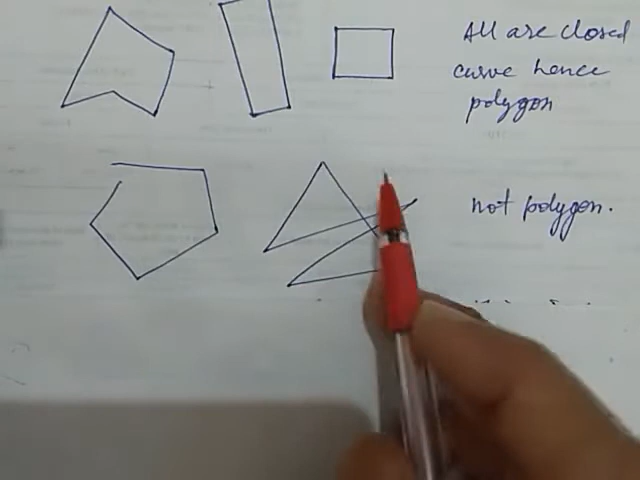 All are closed
curve hence
polygon
not polygon.